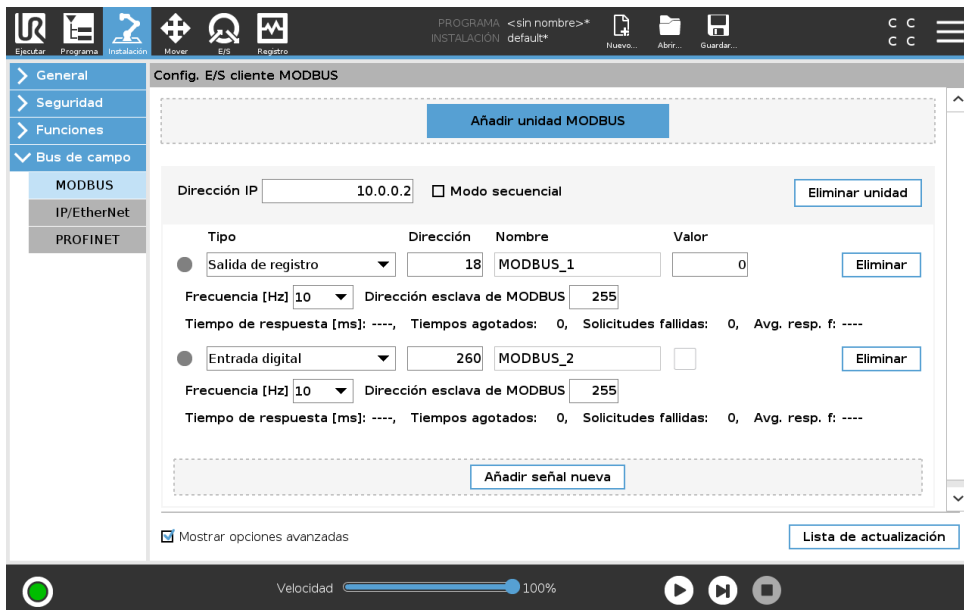 PROGRAMA <sin nombre>*
INSTALACIÓN default*
UR
Ejecutar Programa Instalación Mover E/S Registro Nuevo... Abrir... Guardar...
C C
C C
General
Seguridad
Funciones
Bus de campo
MODBUS
IP/EtherNet
PROFINET
Config. E/S cliente MODBUS
Añadir unidad MODBUS
Dirección IP 10.0.0.2 Modo secuencial Eliminar unidad
Tipo Dirección Nombre Valor
Salida de registro 18 MODBUS_1 0 Eliminar
Frecuencia [Hz] 10 Dirección esclava de MODBUS 255
Tiempo de respuesta [ms]: ----, Tiempos agotados: 0, Solicitudes fallidas: 0, Avg. resp. f: ----
Entrada digital 260 MODBUS_2 Eliminar
Frecuencia [Hz] 10 Dirección esclava de MODBUS 255
Tiempo de respuesta [ms]: ----, Tiempos agotados: 0, Solicitudes fallidas: 0, Avg. resp. f: ----
Añadir señal nueva
Mostrar opciones avanzadas Lista de actualización
Velocidad 100%